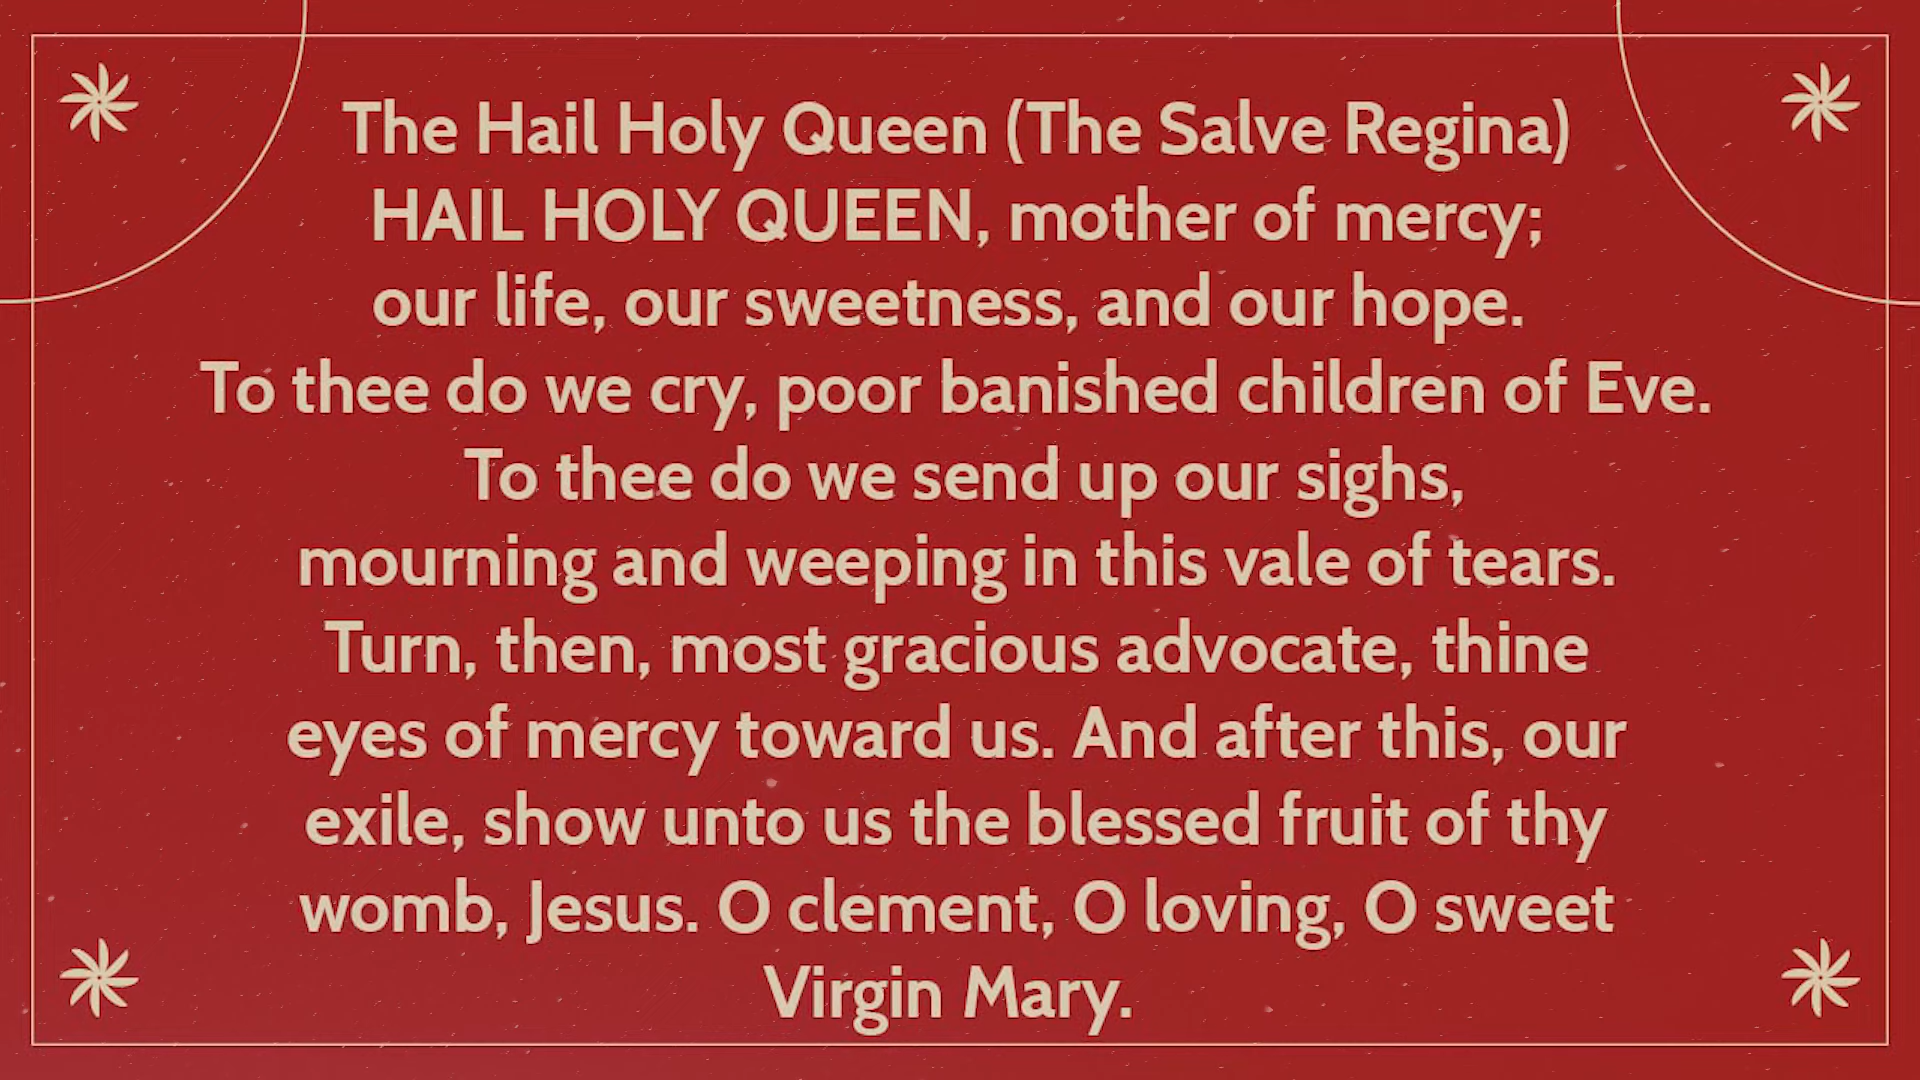 The Hail Holy Queen (The Salve Regina)
HAIL HOLY QUEEN, mother of mercy;
our life, our sweetness, and our hope.
To thee do we cry, poor banished children of Eve.
To thee do we send up our sighs,
mourning and weeping in this vale of tears.
Turn, then, most gracious advocate, thine
eyes of mercy toward us. And after this, our
exile, show unto us the blessed fruit of thy
womb, Jesus. O clement, O loving, O sweet
Virgin Mary.